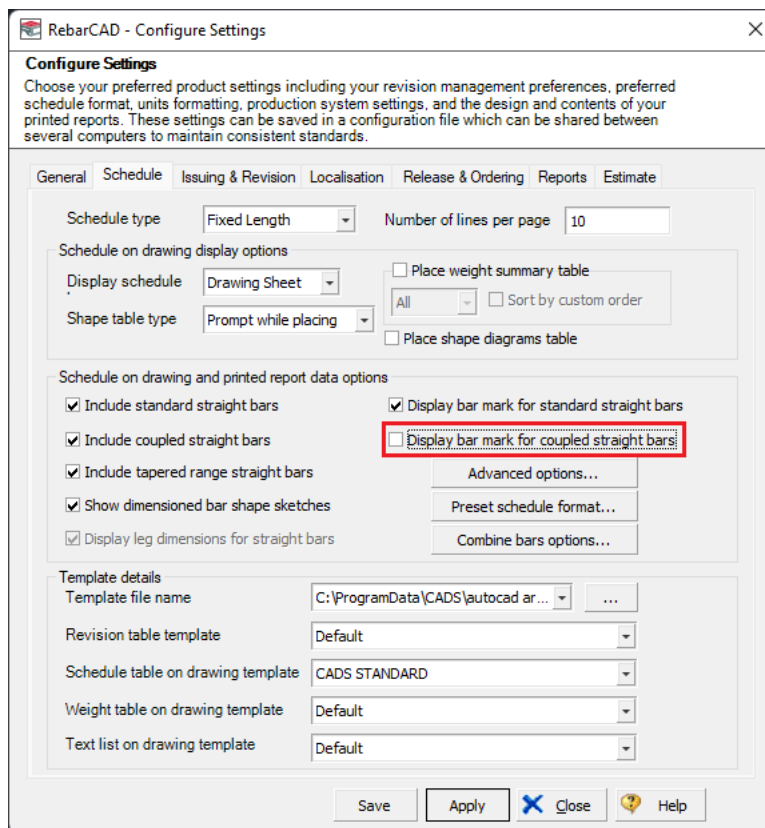 RebarCAD - Configure Settings
Configure Settings
Choose your preferred product settings including your revision management preferences, preferred
schedule format, units formatting, production system settings, and the design and contents of your
printed reports. These settings can be saved in a configuration file which can be shared between
several computers to maintain consistent standards.
General Schedule Issuing & Revision Localisation Release & Ordering Reports Estimate
Schedule type Fixed Length Number of lines per page 10
Schedule on drawing display options
Display schedule Drawing Sheet Place weight summary table
All Sort by custom order
Shape table type Prompt while placing
Place shape diagrams table
Schedule on drawing and printed report data options
Include standard straight bars Display bar mark for standard straight bars
Include coupled straight bars Display bar mark for coupled straight bars
Include tapered range straight bars Advanced options...
Show dimensioned bar shape sketches Preset schedule format...
Display leg dimensions for straight bars Combine bars options...
Template details
Template file name C:\ProgramData\CADS\autocad ar... ...
Revision table template Default
Schedule table on drawing template CADS STANDARD
Weight table on drawing template Default
Text list on drawing template Default
Save Apply Close Help